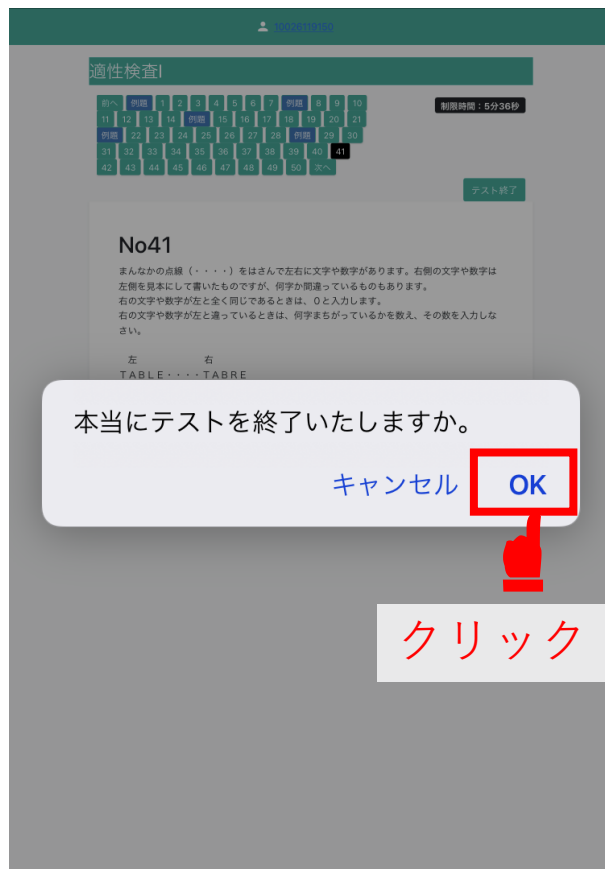 10026119150
適性検査I
前へ 例題 1 2 3 4 5 6 7 例題 8 9 10
制限時間：5分36秒
11 12 13 14 例題 15 16 17 18 19 20 21
例題 22 23 24 25 26 27 28 例題 29 30
31 32 33 34 35 36 37 38 39 40 41
42 43 44 45 46 47 48 49 50 次へ
テスト終了
No41
まんなかの点線（・・・・）をはさんで左右に文字や数字があります。右側の文字や数字は
左側を見本にして書いたものですが、何字か間違っているものもあります。
右の文字や数字が左と全く同じであるときは、０と入力します。
右の文字や数字が左と違っているときは、何字まちがっているかを数え、その数を入力しな
さい。
左 右
ＴＡＢＬＥ・・・・ＴＡＢＲＥ
本当にテストを終了いたしますか。
キャンセル OK
クリック